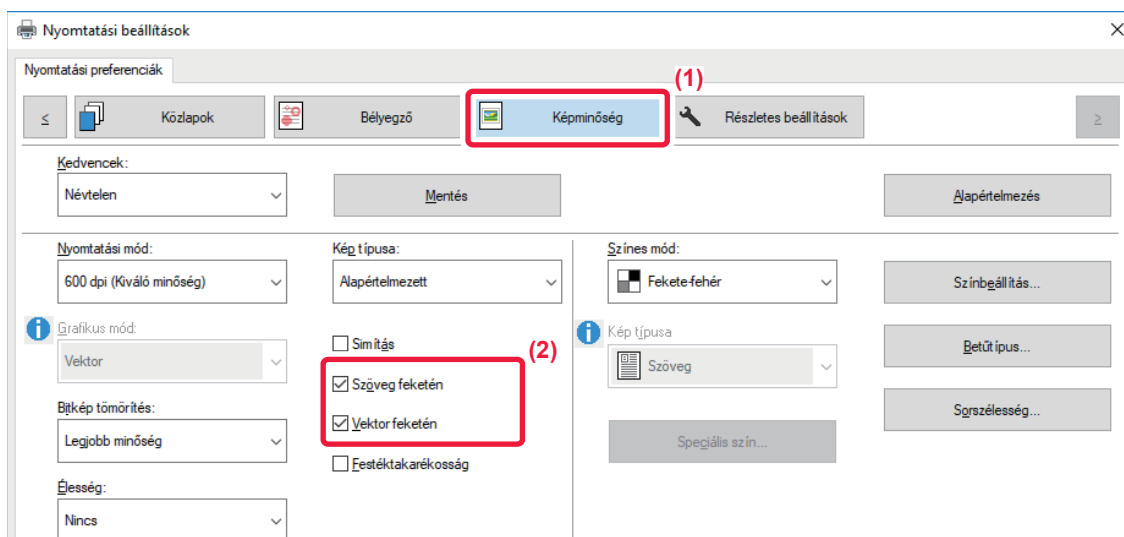 Nyomtatási beállítások
Nyomtatási preferenciák
(1)
< Közlapok Bélyegző Képminőség Részletes beállítások >
Kedvencek:
Névtelen Mentés Alapértelmezés
Nyomtatási mód: Kép típusa: Színes mód:
600 dpi (Kiváló minőség) Alapértelmezett Fekete-fehér Színbeállítás...
Grafikus mód: Kép típusa
Simítás (2)
Vektor Szöveg Betűtípus...
Szöveg feketén
Bitkép tömörítés: Vektor feketén Sorszélesség...
Legjobb minőség Speciális szín...
Festéktakarékosság
Élesség:
Nincs